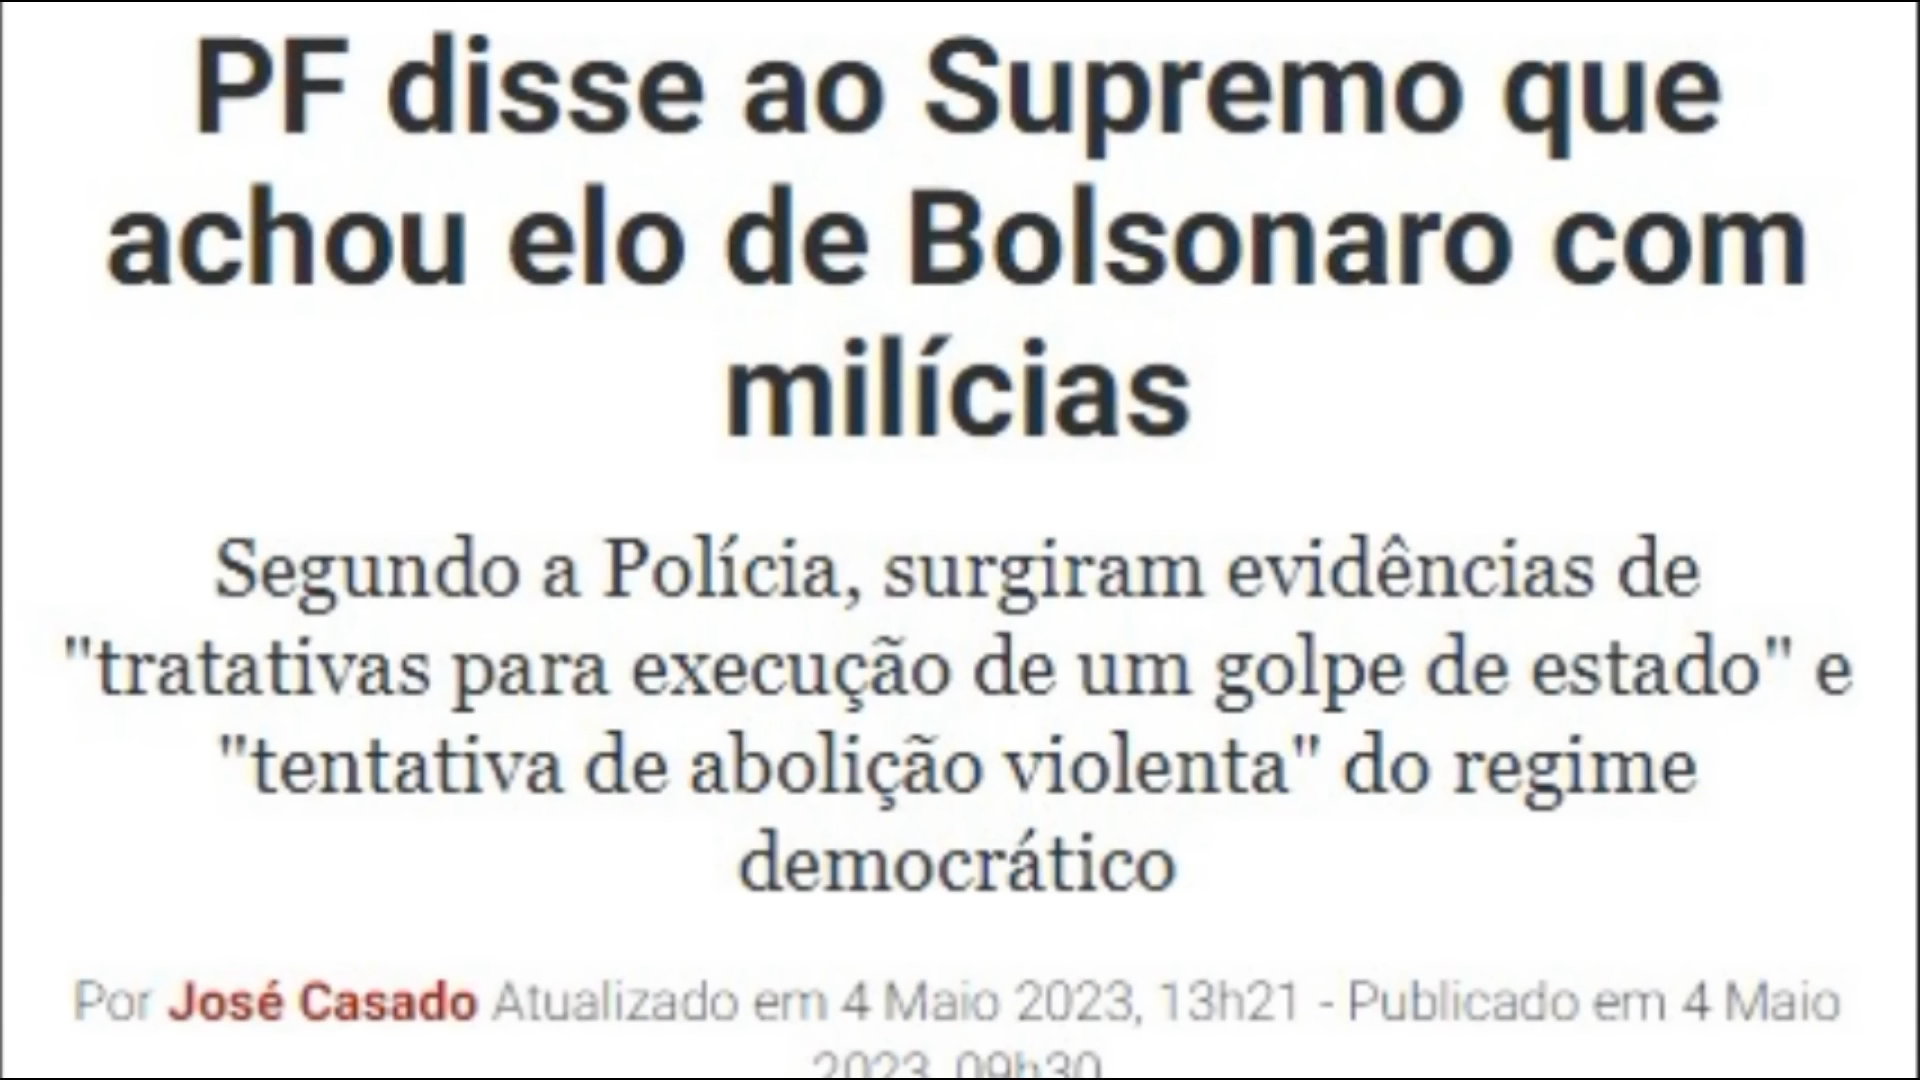 PF disse ao Supremo que
achou elo de Bolsonaro com
milícias
Segundo a Polícia, surgiram evidências de
"tratativas para execução de um golpe de estado" e
"tentativa de abolição violenta" do regime
democrático
Por José Casado Atualizado em 4 Maio 2023, 13h21 - Publicado em 4 Maio
2023, 09h30